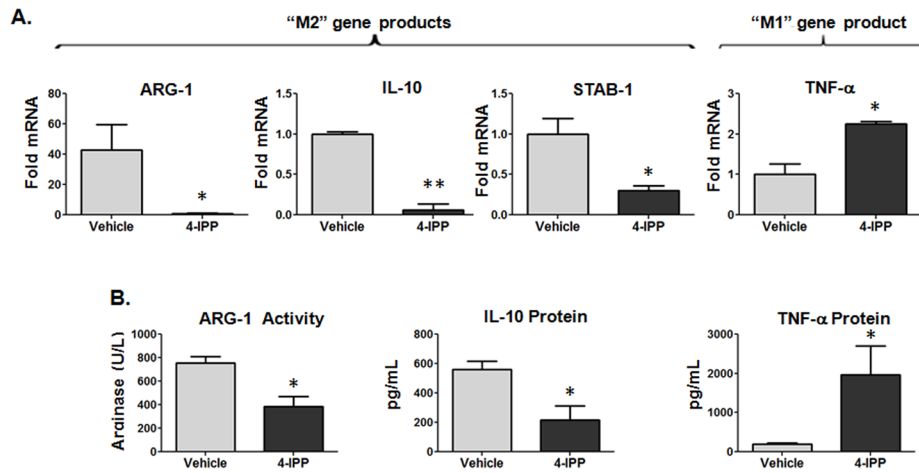 A.
“M2” gene products
“M1” gene product
ARG-1
IL-10
STAB-1
TNF-α
Fold mRNA
80
60
40
20
0
*
Vehicle 4-IPP
Fold mRNA
1.5
1.0
0.5
0.0
**
Vehicle 4-IPP
Fold mRNA
1.5
1.0
0.5
0.0
*
Vehicle 4-IPP
Fold mRNA
3
2
1
0
*
Vehicle 4-IPP
B.
ARG-1 Activity
IL-10 Protein
TNF-α Protein
Arginase (U/L)
1000
800
600
400
200
0
*
Vehicle 4-IPP
pg/mL
800
600
400
200
0
*
Vehicle 4-IPP
pg/mL
3000
2000
1000
0
*
Vehicle 4-IPP